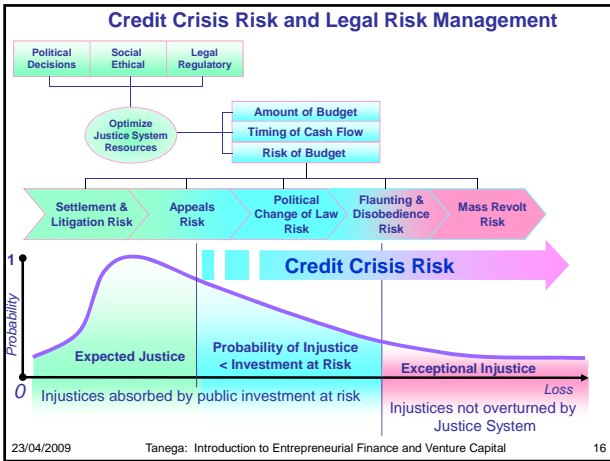 Credit Crisis Risk and Legal Risk Management
Political
Decisions
Social
Ethical
Legal
Regulatory
Optimize
Justice System
Resources
Amount of Budget
Timing of Cash Flow
Risk of Budget
Settlement &
Litigation Risk
Appeals
Risk
Political
Change of Law
Risk
Flaunting &
Disobedience
Risk
Mass Revolt
Risk
Credit Crisis Risk
1
Probability
Expected Justice
Probability of Injustice
< Investment at Risk
Exceptional Injustice
0
Loss
Injustices absorbed by public investment at risk
Injustices not overturned by
Justice System
23/04/2009
Tanega: Introduction to Entrepreneurial Finance and Venture Capital
16